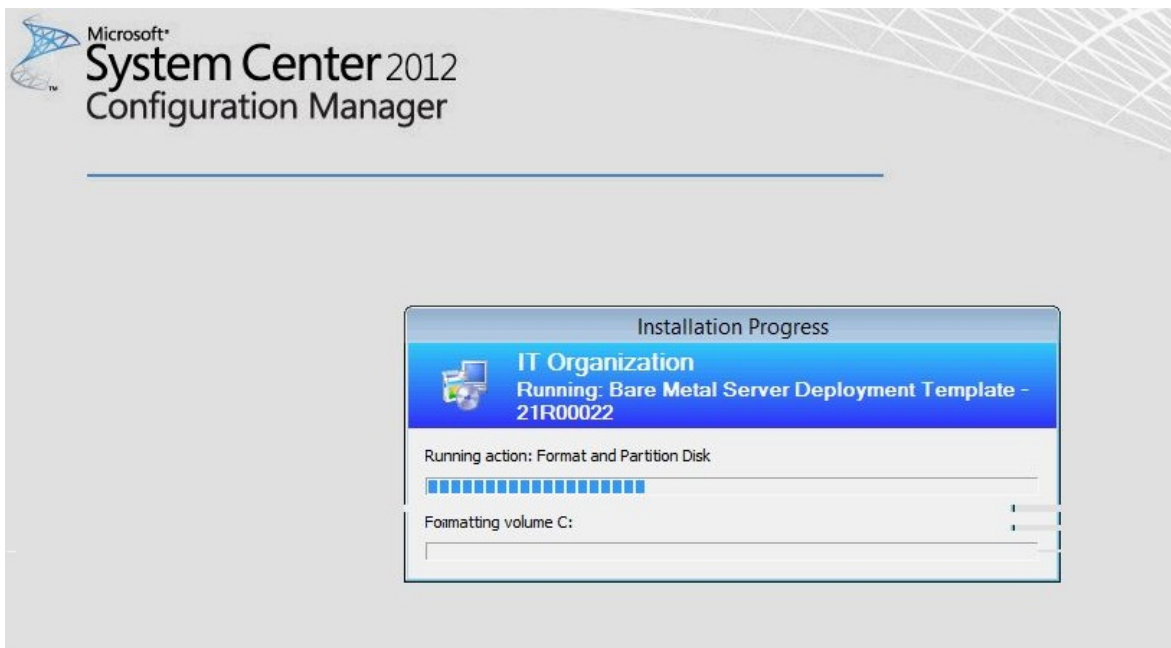 Microsoft®
System Center 2012
Configuration Manager
Installation Progress
IT Organization
Running: Bare Metal Server Deployment Template -
21R00022
Running action: Format and Partition Disk
Formatting volume C: